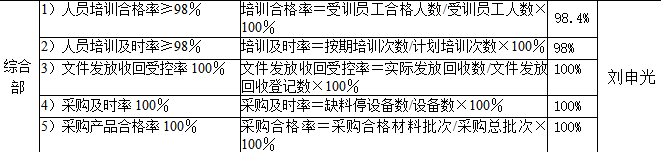 综合部
1）人员培训合格率≥98％
培训合格率＝受训员工合格人数/受训员工人数×
100％
98.4%
2）人员培训及时率≥98％
培训及时率＝按期培训次数/计划培训次数×100％
98%
3）文件发放收回受控率 100％
文件发放收回受控率＝实际发放回收数/文件发放
回收登记数×100％
100%
4）采购及时率 100％
采购及时率＝缺料停设备数/设备数×100％
100%
5）采购产品合格率 100％
采购合格率＝采购合格材料批次/采购总批次×
100％
100%
刘申光